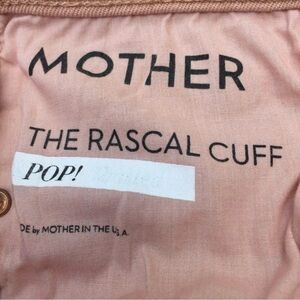 MOTHER
THE RASCAL CUFF
POP!
DE by MOTHER IN THE U.S.A.